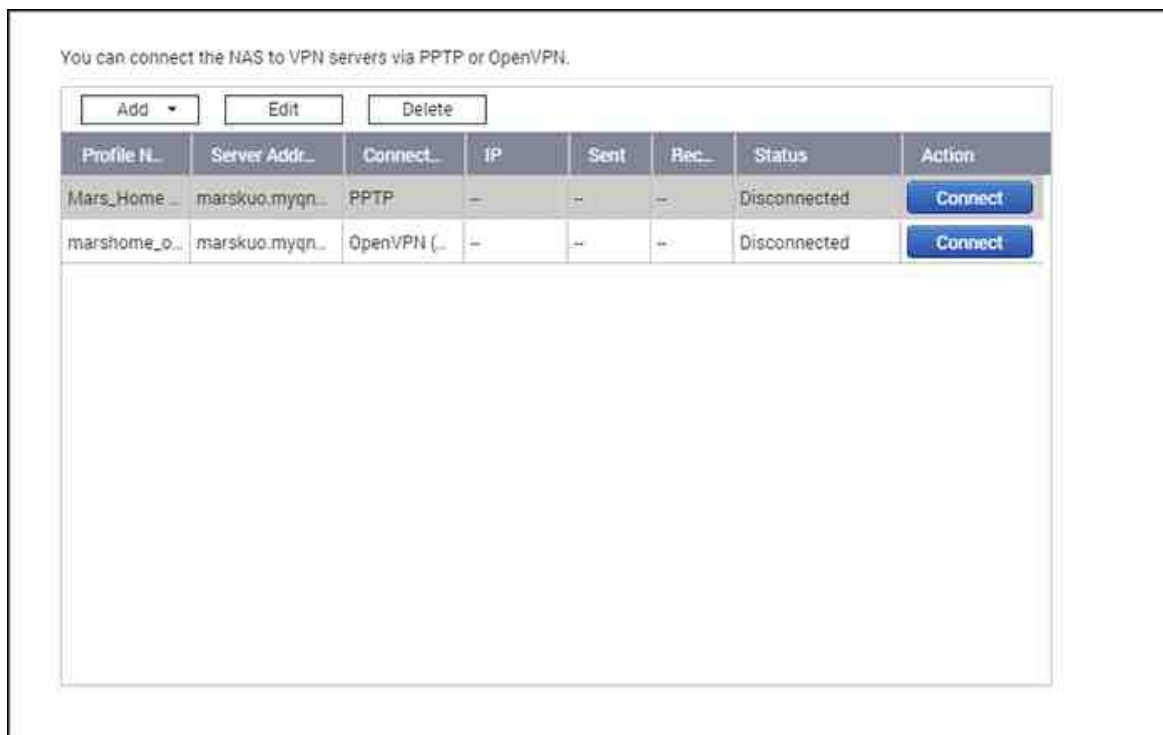 You can connect the NAS to VPN servers via PPTP or OpenVPN.
Add Edit Delete
Profile N... Server Addr... Connect... IP Sent Rec... Status Action
Mars_Home ... marskuo.myqn... PPTP -- -- -- Disconnected Connect
marshome_o... marskuo.myqn... OpenVPN (... -- -- -- Disconnected Connect